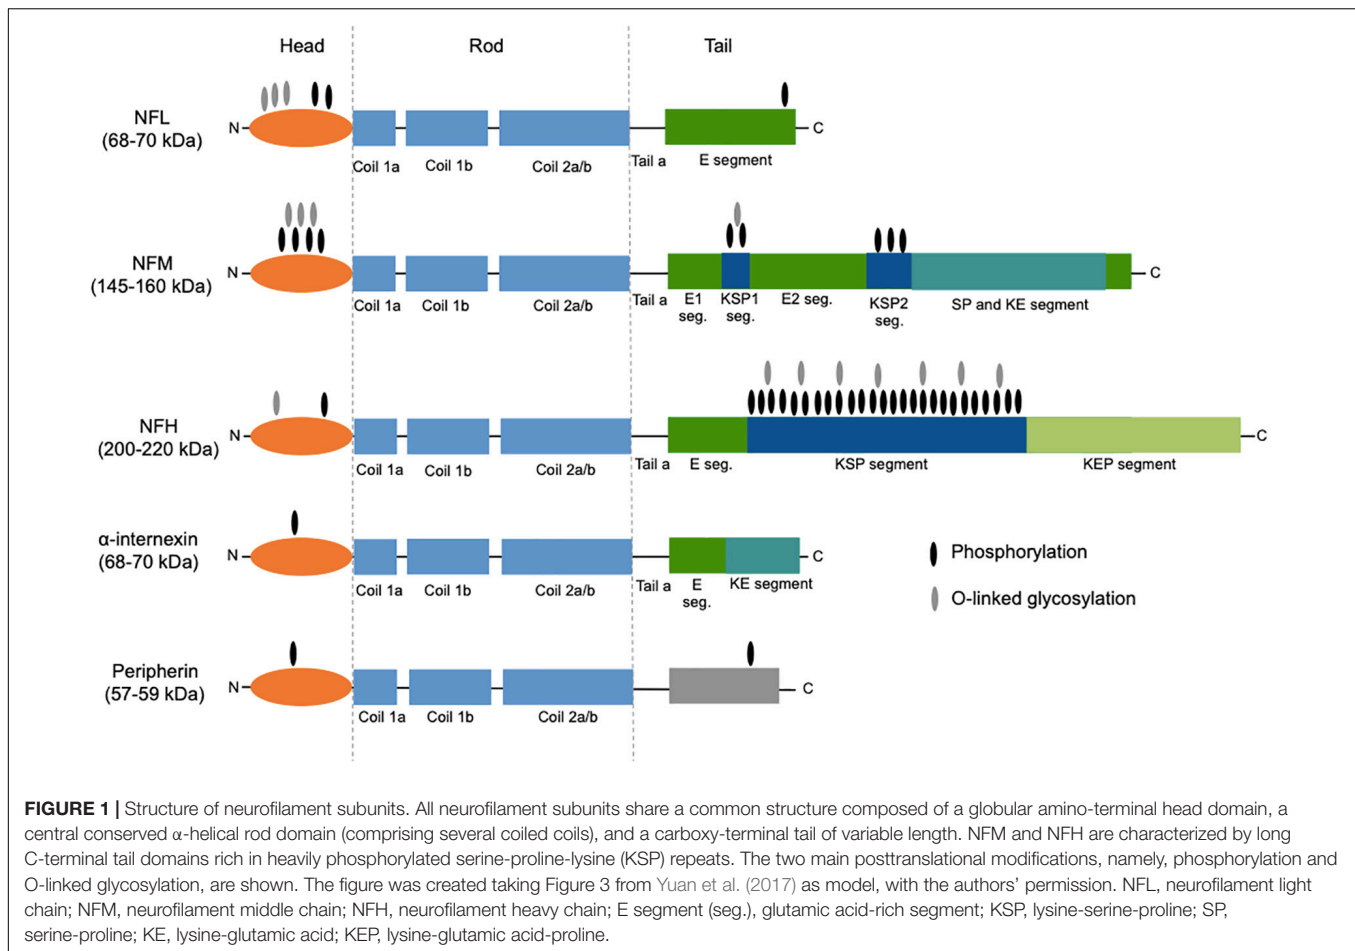 Head Rod Tail
NFL
(68-70 kDa)
N
C
Coil 1a Coil 1b Coil 2a/b Tail a E segment
NFM
(145-160 kDa)
N
C
Coil 1a Coil 1b Coil 2a/b Tail a E1 seg. KSP1 seg. E2 seg. KSP2 seg. SP and KE segment
NFH
(200-220 kDa)
N
C
Coil 1a Coil 1b Coil 2a/b Tail a E seg. KSP segment KEP segment
α-internexin
(68-70 kDa)
N
C
Coil 1a Coil 1b Coil 2a/b Tail a E seg. KE segment
Phosphorylation
O-linked glycosylation
Peripherin
(57-59 kDa)
N
C
Coil 1a Coil 1b Coil 2a/b
FIGURE 1 | Structure of neurofilament subunits. All neurofilament subunits share a common structure composed of a globular amino-terminal head domain, a
central conserved α-helical rod domain (comprising several coiled coils), and a carboxy-terminal tail of variable length. NFM and NFH are characterized by long
C-terminal tail domains rich in heavily phosphorylated serine-proline-lysine (KSP) repeats. The two main posttranslational modifications, namely, phosphorylation and
O-linked glycosylation, are shown. The figure was created taking Figure 3 from Yuan et al. (2017) as model, with the authors' permission. NFL, neurofilament light
chain; NFM, neurofilament middle chain; NFH, neurofilament heavy chain; E segment (seg.), glutamic acid-rich segment; KSP, lysine-serine-proline; SP,
serine-proline; KE, lysine-glutamic acid; KEP, lysine-glutamic acid-proline.